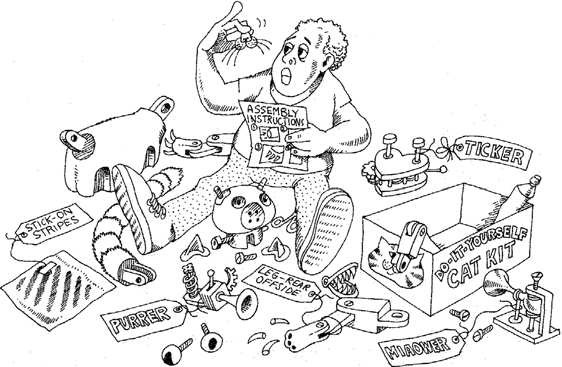 ASSEMBLY
INSTRUCTIONS
TICKER
STICK-ON
STRIPES
DO-IT-YOURSELF
CAT KIT
LEG-REAR
OFFSIDE
PURRER
MIAOWER